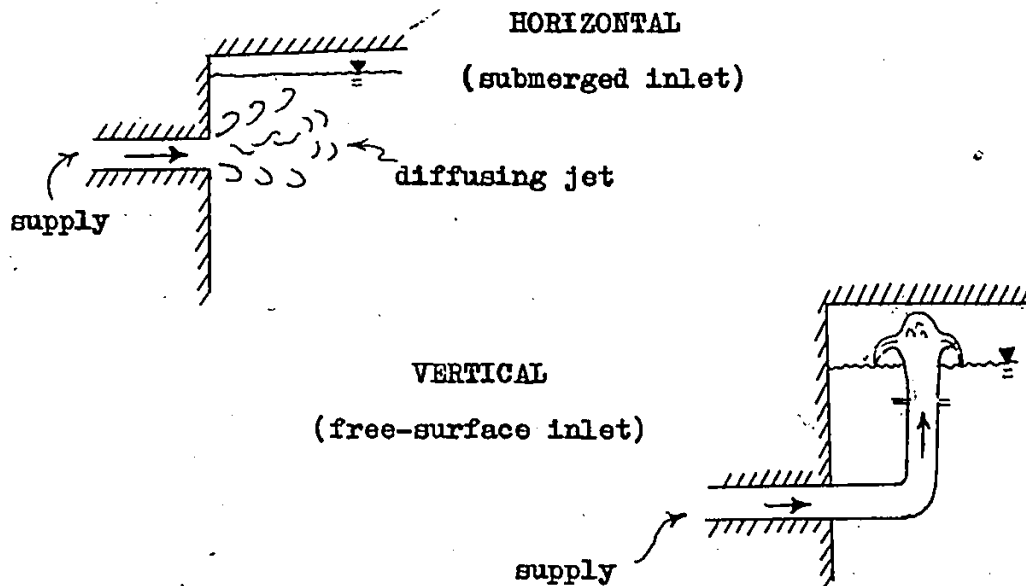 HORIZONTAL
(submerged inlet)
diffusing jet
supply
VERTICAL
(free-surface inlet)
supply